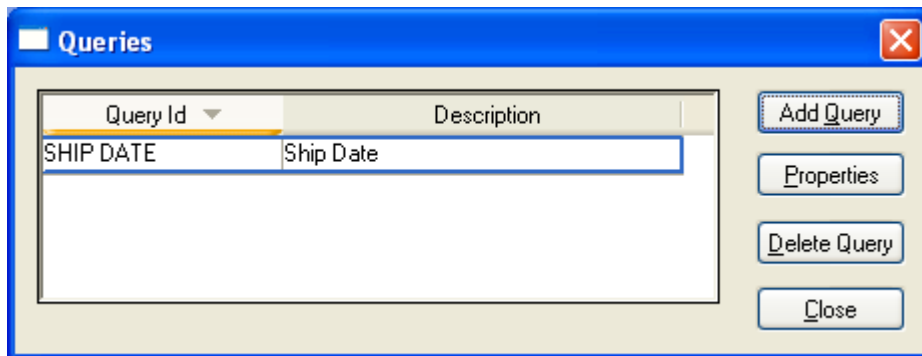 Queries
Query Id Description
SHIP DATE Ship Date
Add Query
Properties
Delete Query
Close